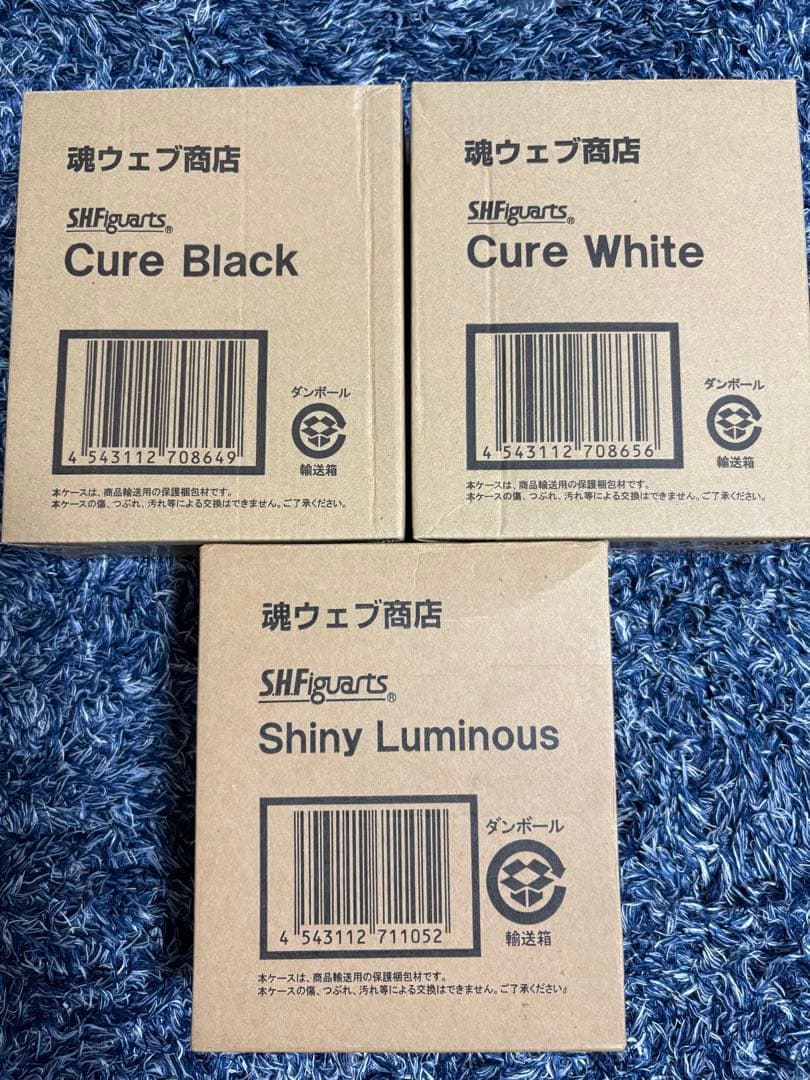 魂ウェブ商店
S.H.Figuarts®
Cure Black
4 543112 708649
ダンボール
輸送箱
本ケースは、商品輸送用の保護梱包材です。
本ケースの傷、つぶれ、汚れ等による交換はできません。ご了承ください。
魂ウェブ商店
S.H.Figuarts®
Cure White
4 543112 708656
ダンボール
輸送箱
本ケースは、商品輸送用の保護梱包材です。
本ケースの傷、つぶれ、汚れ等による交換はできません。ご了承ください。
魂ウェブ商店
S.H.Figuarts®
Shiny Luminous
4 543112 711052
ダンボール
輸送箱
本ケースは、商品輸送用の保護梱包材です。
本ケースの傷、つぶれ、汚れ等による交換はできません。ご了承ください。